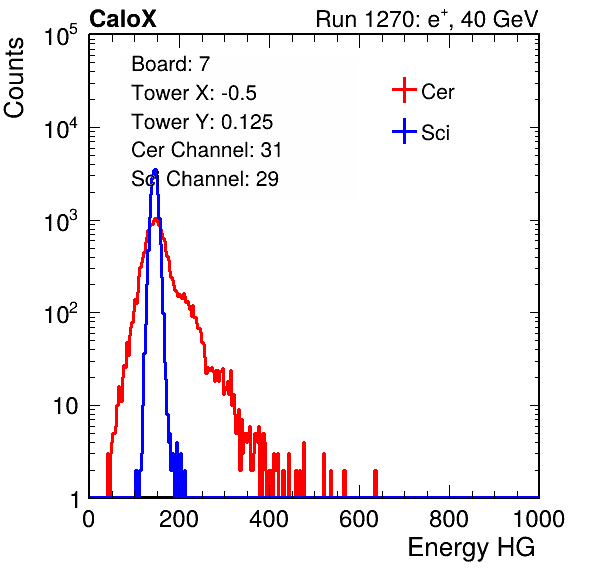 CaloX Run 1270: e⁺, 40 GeV
Counts
Board: 7
Tower X: -0.5
Tower Y: 0.125
Cer Channel: 31
Sci Channel: 29
Cer
Sci
10⁵
10⁴
10³
10²
10
1
0 200 400 600 800 1000
Energy HG